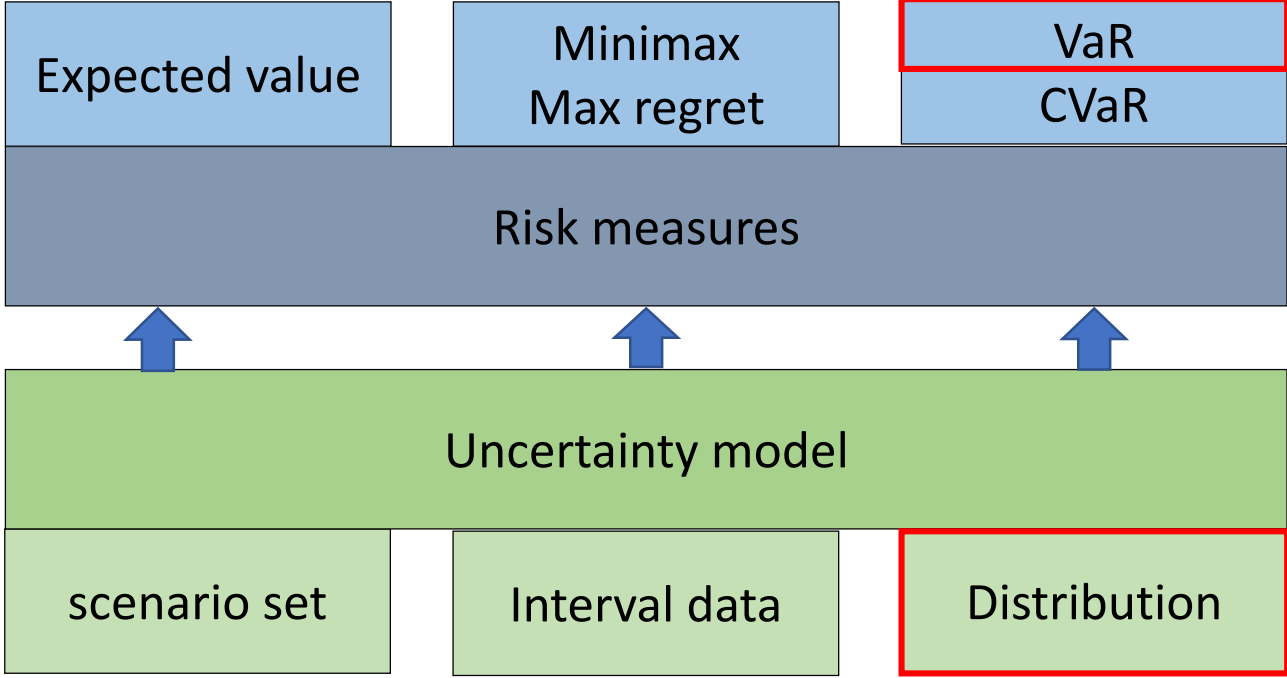 Expected value
Minimax
Max regret
VaR
CVaR
Risk measures
Uncertainty model
scenario set
Interval data
Distribution